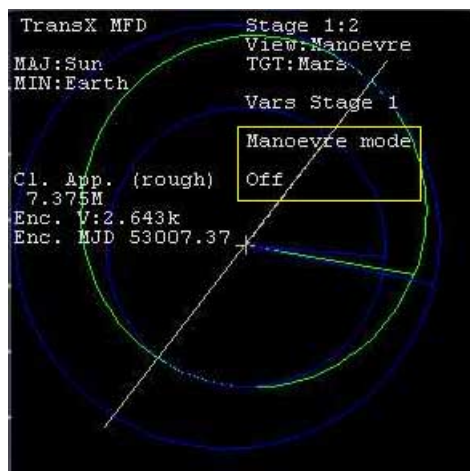 TransX MFD
Stage 1:2
View:Manoevre
MAJ:Sun
TGT:Mars
MIN:Earth
Vars Stage 1
Manoevre mode
Off
Cl. App. (rough)
7.375M
Enc. V:2.643k
Enc. MJD 53007.37